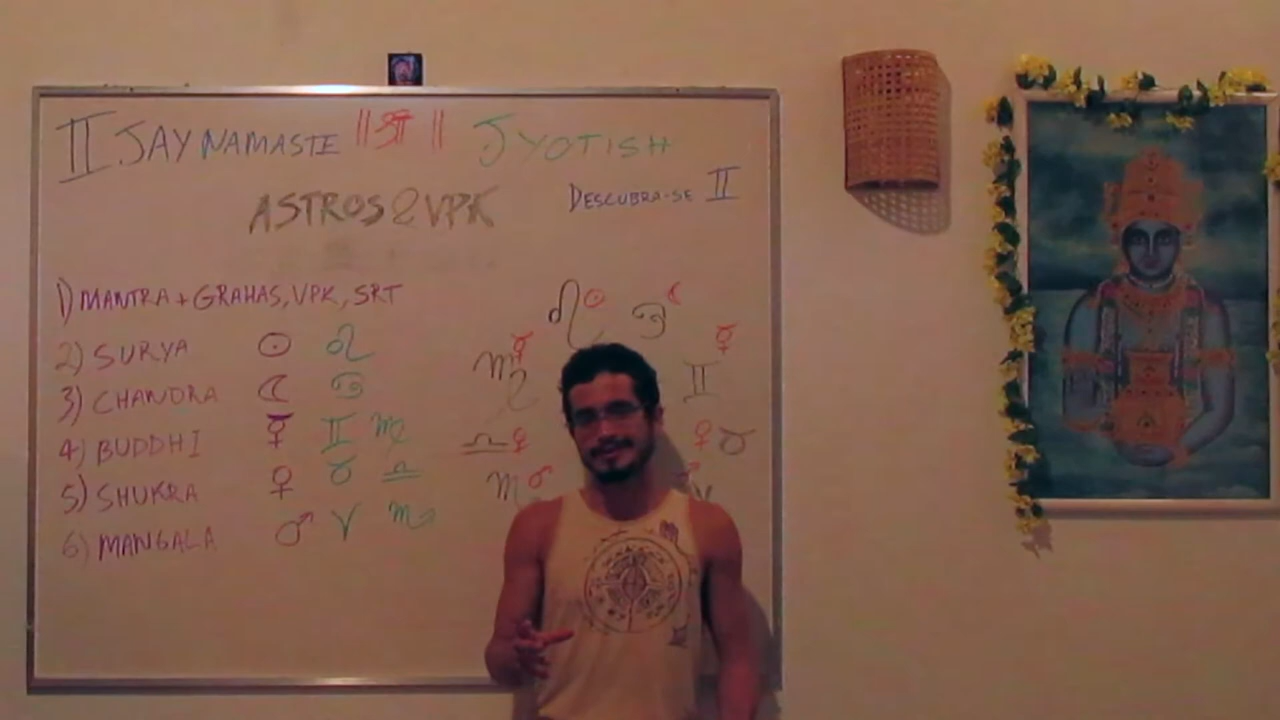 II JAY NAMASTE || श्री || JYOTISH
ASTROS & VPK
DESCUBRA-SE II
1) MANTRA + GRAHAS, VPK, SRT
2) SURYA ☉ ♌
3) CHANDRA ☾ ♋
4) BUDDHI ☿ ♊ ♍
5) SHUKRA ♀ ♉ ♎
6) MANGALA ♂ ♈ ♏
♌ ☉ ♋ ☾
♍ ☿ ☿ ♊
♎ ♀ ♀ ♉
♏ ♂ ♂ ♈